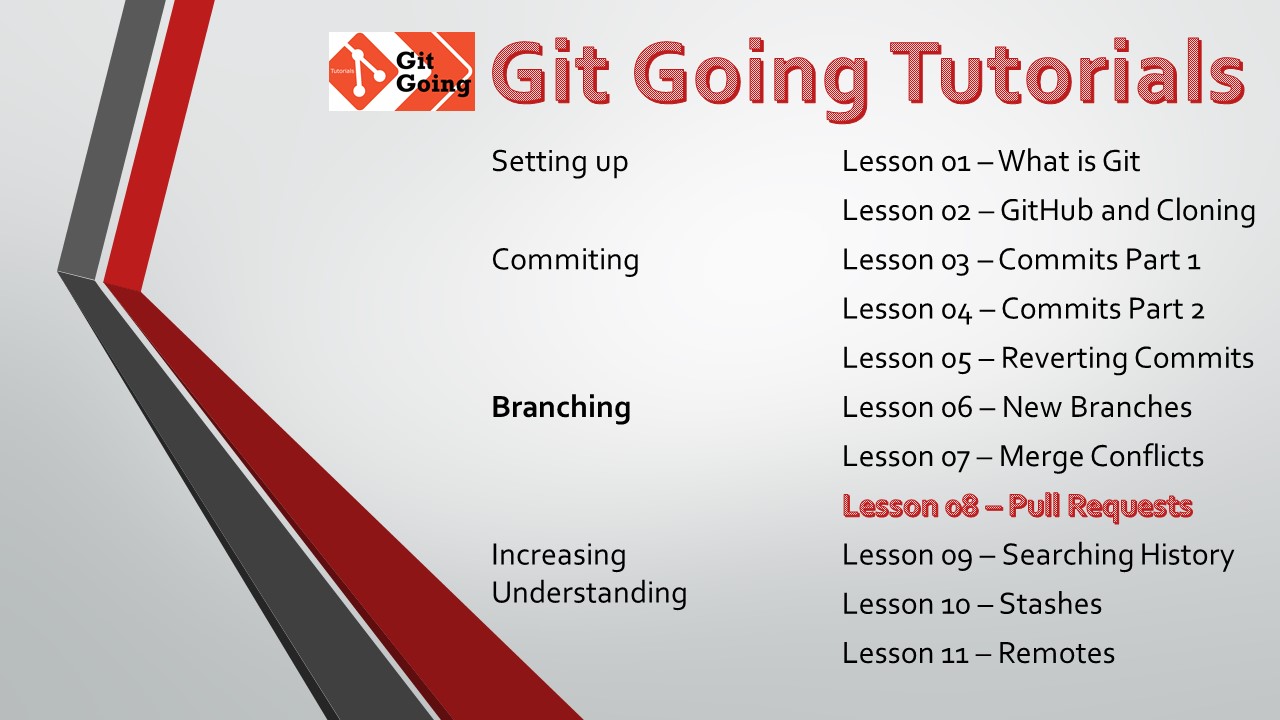 Tutorials
Git
Going
Git Going Tutorials
Setting up
Lesson 01 – What is Git
Lesson 02 – GitHub and Cloning
Commiting
Lesson 03 – Commits Part 1
Lesson 04 – Commits Part 2
Lesson 05 – Reverting Commits
Branching
Lesson 06 – New Branches
Lesson 07 – Merge Conflicts
Lesson 08 – Pull Requests
Increasing
Understanding
Lesson 09 – Searching History
Lesson 10 – Stashes
Lesson 11 – Remotes